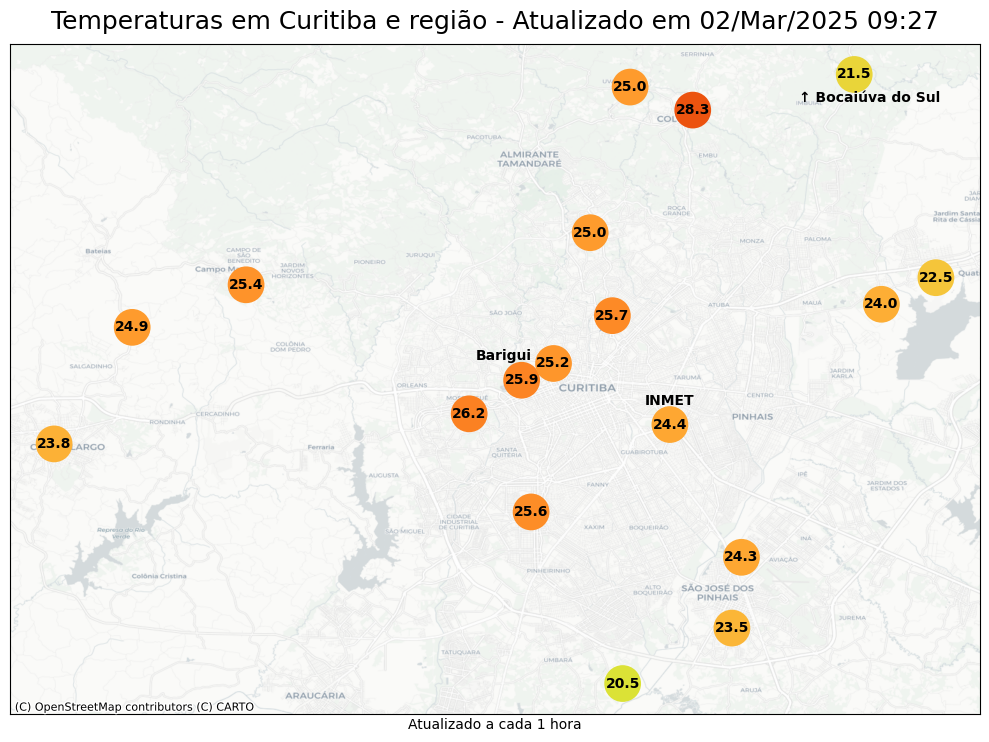 Temperaturas em Curitiba e região - Atualizado em 02/Mar/2025 09:27
SERRINHA
21.5
25.0
↑ Bocaiúva do Sul
28.3
PACOTUBA
ALMIRANTE
TAMANDARÉ
EMBU
ROÇA
GRANDE
Jardim Santa
Rita de Cássia
25.0
MONZA
PALOMA
Bateias
CAMPO DE
SÃO
BENEDITO
JURUQUI
PIONEIRO
JARDIM
NOVOS
HORIZONTES
Campo
25.4
22.5
24.0
ATUBA
MAUÁ
SÃO JOÃO
25.7
24.9
COLÔNIA
DOM PEDRO
Barigui
25.2
SALGADINHO
25.9
JARDIM
KARLA
TARUMÃ
ORLEANS
CURITIBA
CENTRO
INMET
26.2
24.4
PINHAIS
CERCADINHO
RONDINHA
23.8
LARGO
Ferraria
SANTA
QUITÉRIA
GUABIROTUBA
AUGUSTA
IPÊ
FANNY
JARDIM DOS
ESTADOS I
25.6
CIDADE
INDUSTRIAL
DE CURITIBA
XAXIM
BOQUEIRÃO
Represa do Rio
Verde
INÁ
24.3
AVIAÇÃO
PINHEIRINHO
Colônia Cristina
ALTO
BOQUEIRÃO
SÃO JOSÉ DOS
PINHAIS
JUREMA
23.5
TATUQUARA
UMBARÁ
20.5
ARUJÁ
ARAUCÁRIA
(C) OpenStreetMap contributors (C) CARTO
Atualizado a cada 1 hora